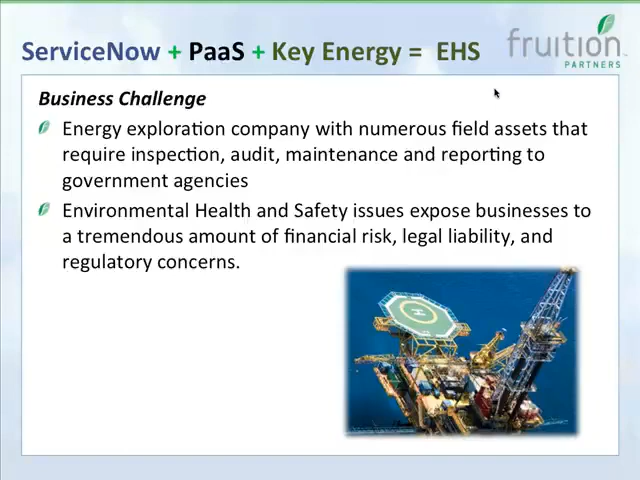 ServiceNow + PaaS + Key Energy = EHS
fruition
PARTNERS
Business Challenge
Energy exploration company with numerous field assets that
require inspection, audit, maintenance and reporting to
government agencies
Environmental Health and Safety issues expose businesses to
a tremendous amount of financial risk, legal liability, and
regulatory concerns.
H